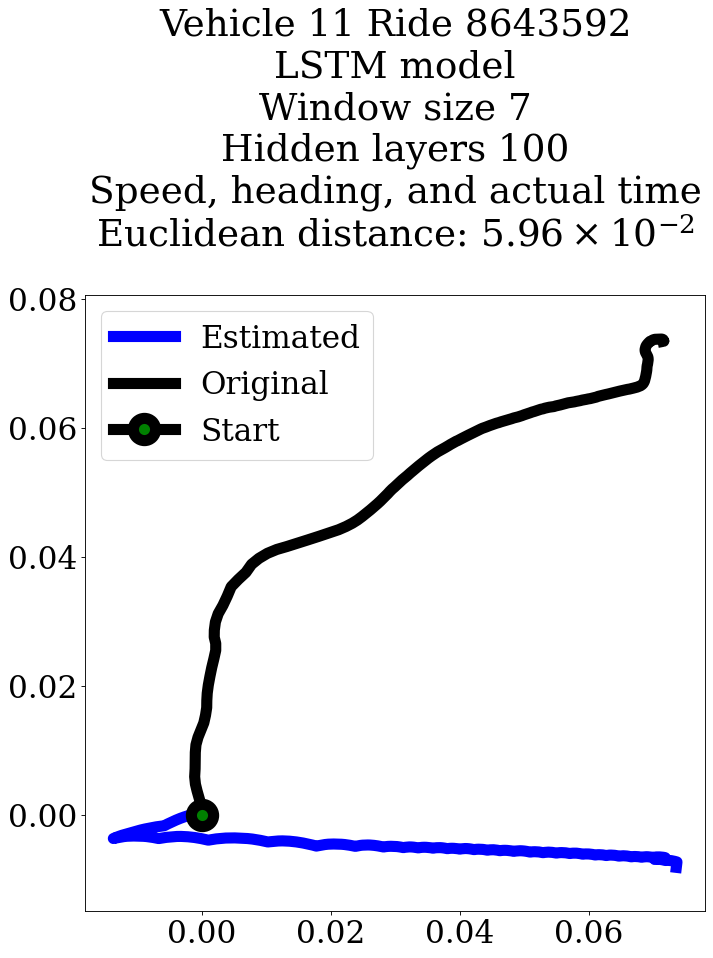 Vehicle 11 Ride 8643592
LSTM model
Window size 7
Hidden layers 100
Speed, heading, and actual time
Euclidean distance: 5.96 × 10⁻²
0.08
0.06
0.04
0.02
0.00
Estimated
Original
Start
0.00 0.02 0.04 0.06